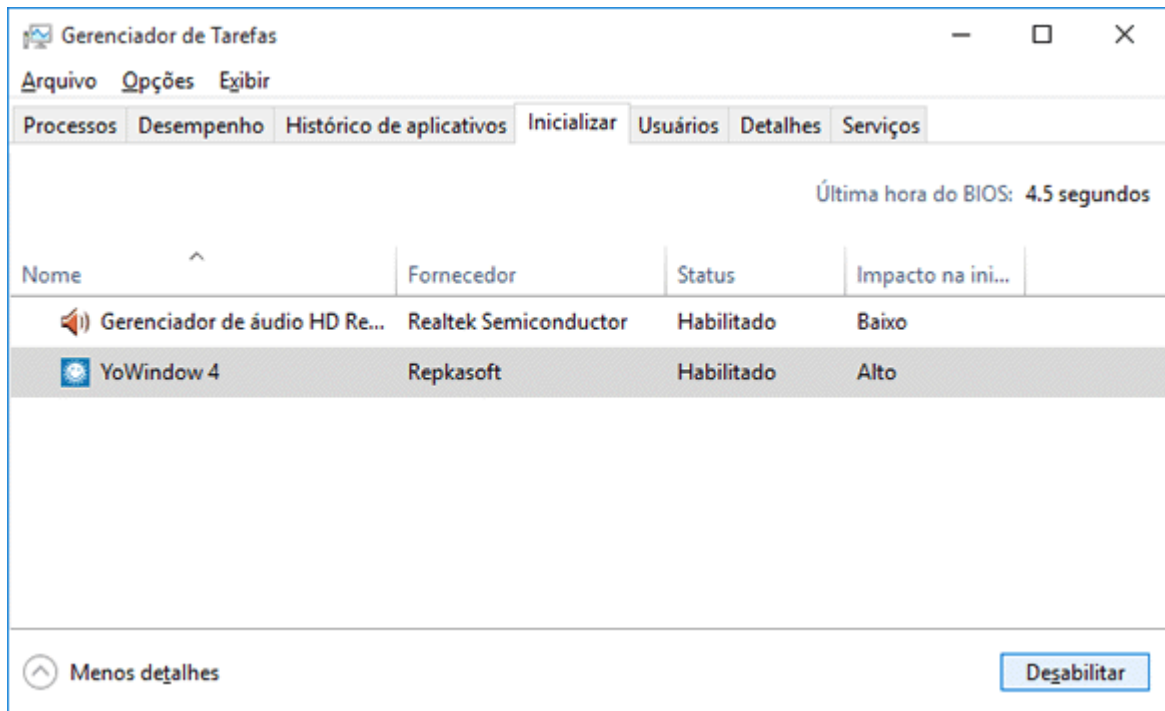 Gerenciador de Tarefas
Arquivo Opções Exibir
Processos Desempenho Histórico de aplicativos Inicializar Usuários Detalhes Serviços
Última hora do BIOS: 4.5 segundos
Nome Fornecedor Status Impacto na ini...
Gerenciador de áudio HD Re... Realtek Semiconductor Habilitado Baixo
YoWindow 4 Repkasoft Habilitado Alto
Menos detalhes Desabilitar